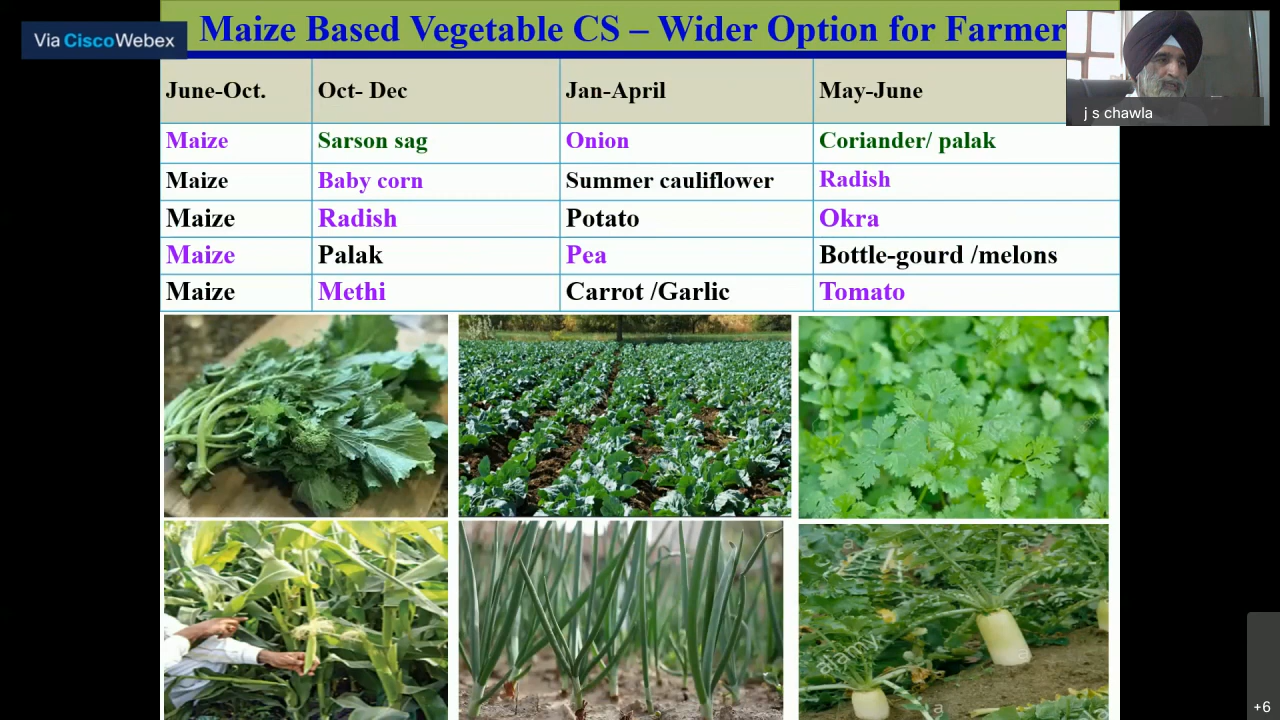 Via Cisco Webex
Maize Based Vegetable CS – Wider Option for Farmer
j s chawla
June-Oct. Oct- Dec Jan-April May-June
Maize Sarson sag Onion Coriander/ palak
Maize Baby corn Summer cauliflower Radish
Maize Radish Potato Okra
Maize Palak Pea Bottle-gourd /melons
Maize Methi Carrot /Garlic Tomato
+6